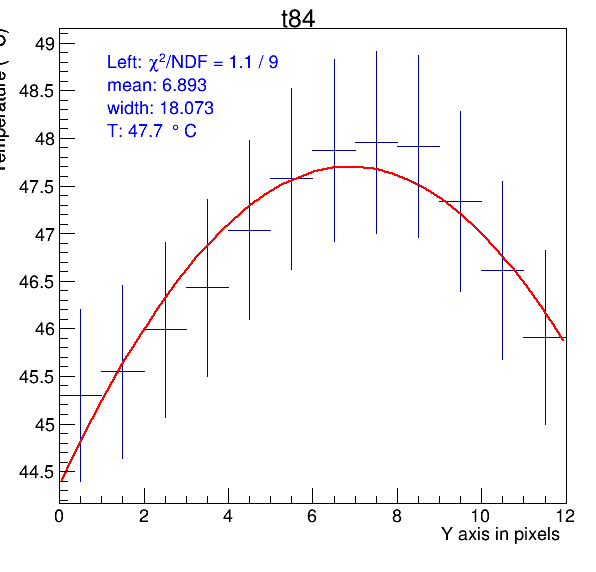 t84
Temperature (°C)
Left: χ²/NDF = 1.1 / 9
mean: 6.893
width: 18.073
T: 47.7 °C
49
48.5
48
47.5
47
46.5
46
45.5
45
44.5
0 2 4 6 8 10 12
Y axis in pixels